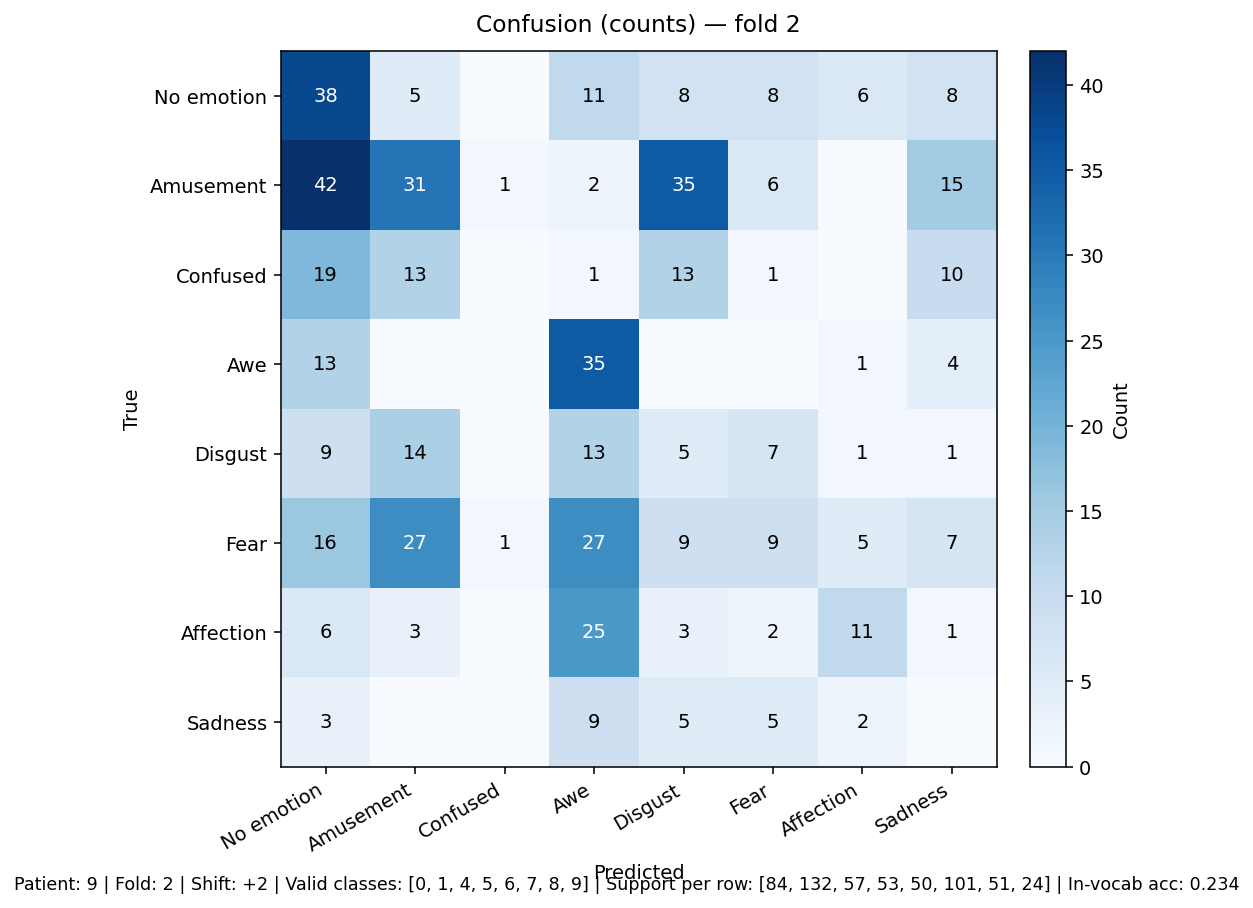 Confusion (counts) — fold 2
No emotion 38 5 11 8 8 6 8
Amusement 42 31 1 2 35 6 15
Confused 19 13 1 13 1 10
Awe 13 35 1 4
Disgust 9 14 13 5 7 1 1
Fear 16 27 1 27 9 9 5 7
Affection 6 3 25 3 2 11 1
Sadness 3 9 5 5 2
True
No emotion Amusement Confused Awe Disgust Fear Affection Sadness
Predicted
40
35
30
25
20
15
10
5
0
Count
Patient: 9 | Fold: 2 | Shift: +2 | Valid classes: [0, 1, 4, 5, 6, 7, 8, 9] | Support per row: [84, 132, 57, 53, 50, 101, 51, 24] | In-vocab acc: 0.234